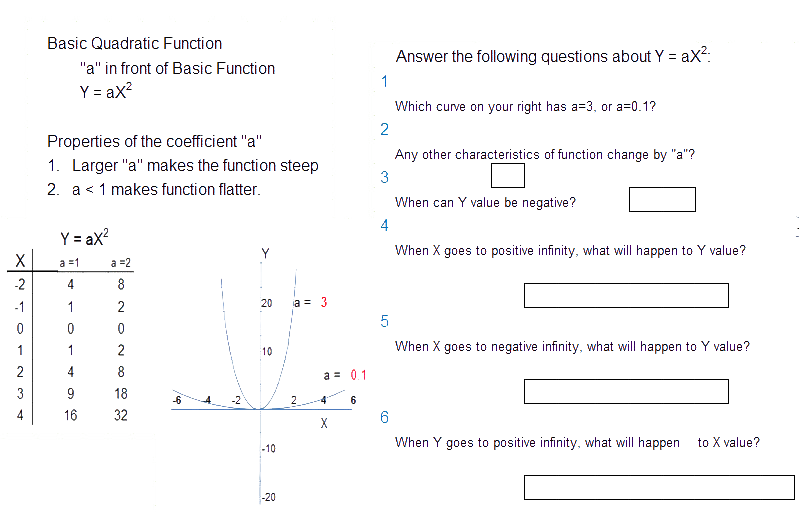 Basic Quadratic Function
"a" in front of Basic Function
Y = aX²
Properties of the coefficient "a"
1. Larger "a" makes the function steep
2. a < 1 makes function flatter.
Y = aX²
X a =1 a =2
-2 4 8
-1 1 2
0 0 0
1 1 2
2 4 8
3 9 18
4 16 32
Y
20 a = 3
10
a = 0.1
-6 -4 -2 2 4 6
X
-10
-20
Answer the following questions about Y = aX²:
1
Which curve on your right has a=3, or a=0.1?
2
Any other characteristics of function change by "a"?
3
When can Y value be negative?
4
When X goes to positive infinity, what will happen to Y value?
5
When X goes to negative infinity, what will happen to Y value?
6
When Y goes to positive infinity, what will happen to X value?